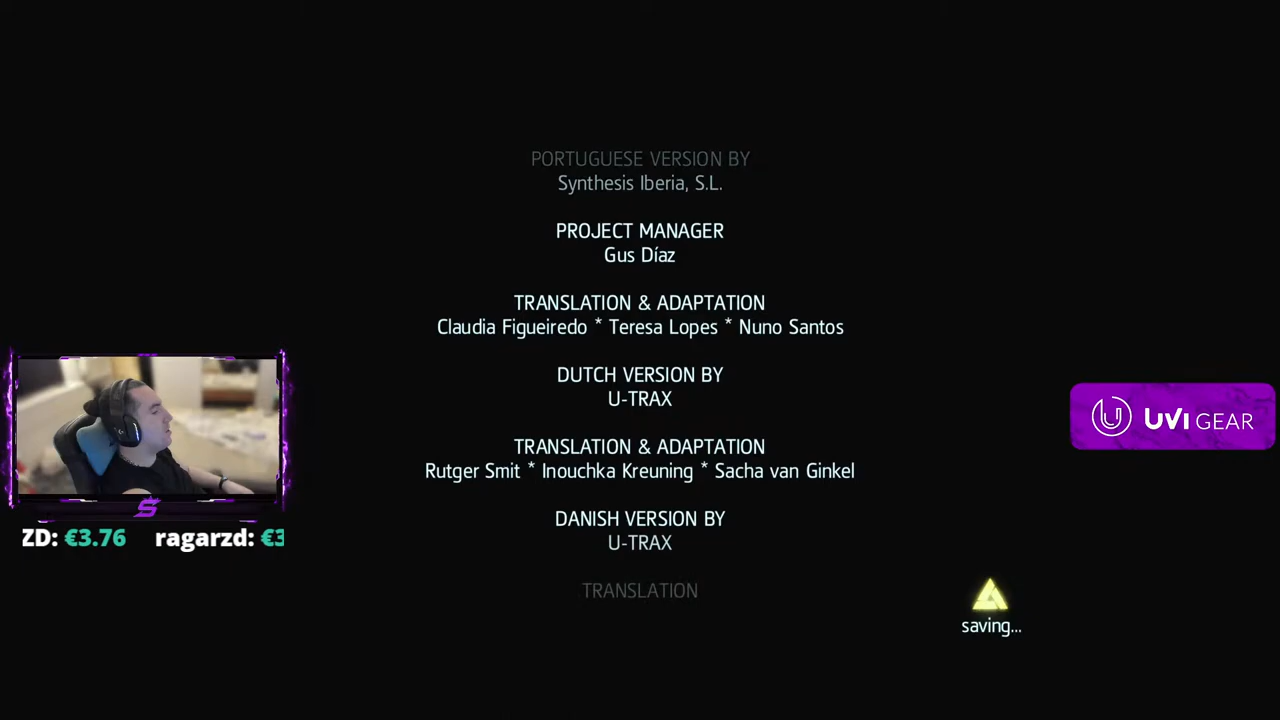 PORTUGUESE VERSION BY
Synthesis Iberia, S.L.
PROJECT MANAGER
Gus Díaz
TRANSLATION & ADAPTATION
Claudia Figueiredo * Teresa Lopes * Nuno Santos
DUTCH VERSION BY
U-TRAX
TRANSLATION & ADAPTATION
Rutger Smit * Inouchka Kreuning * Sacha van Ginkel
DANISH VERSION BY
U-TRAX
TRANSLATION
saving...
UVI GEAR
ZD: €3.76 ragarzd: €3